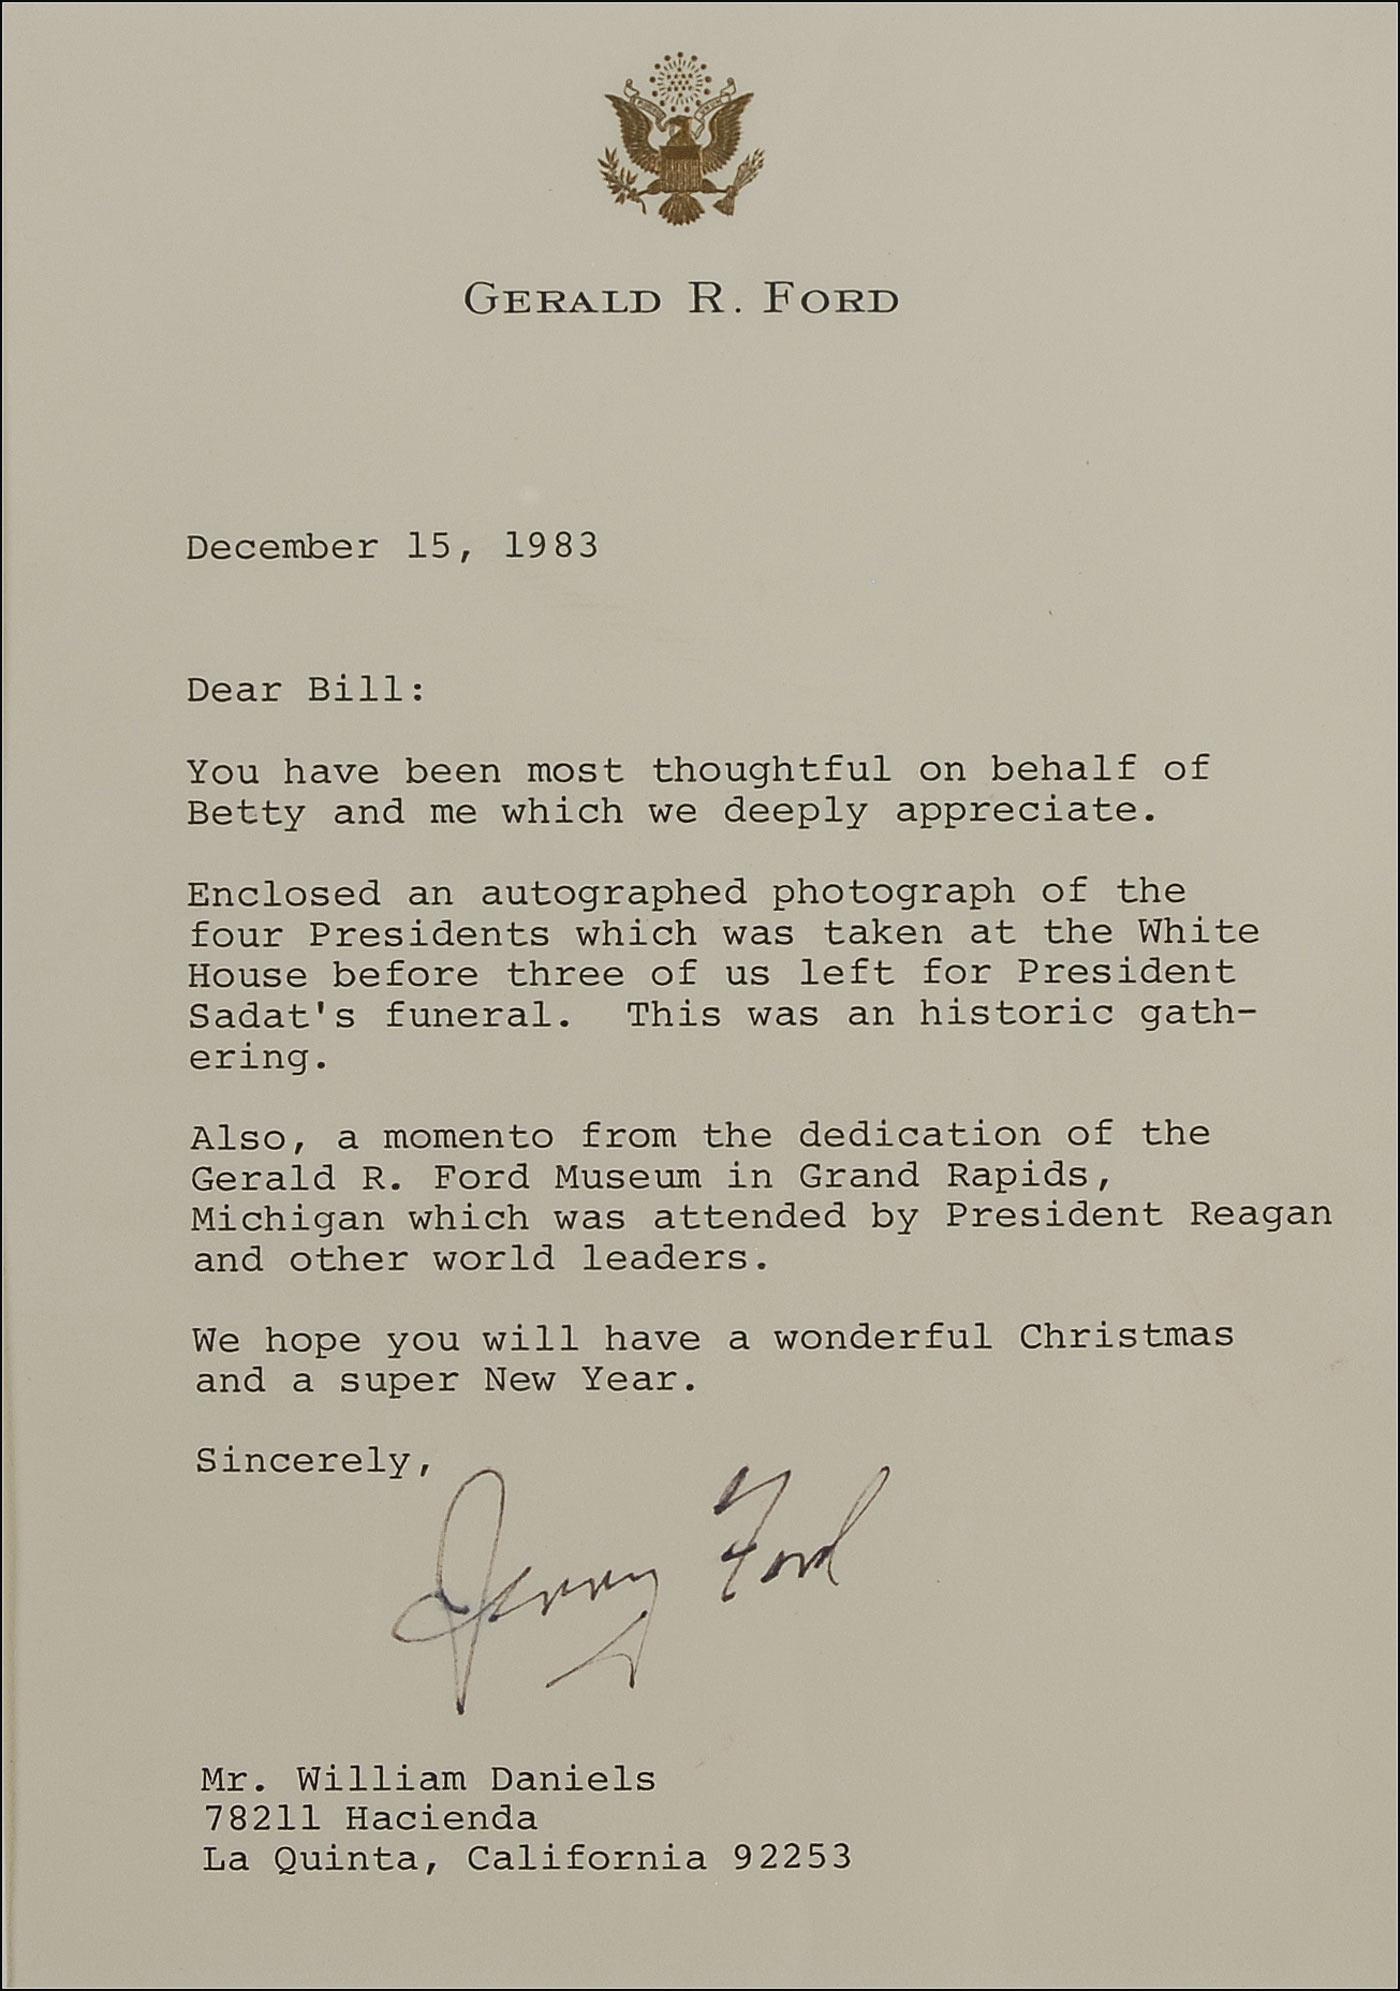 GERALD R. FORD
December 15, 1983
Dear Bill:
You have been most thoughtful on behalf of
Betty and me which we deeply appreciate.
Enclosed an autographed photograph of the
four Presidents which was taken at the White
House before three of us left for President
Sadat's funeral.  This was an historic gath-
ering.
Also, a momento from the dedication of the
Gerald R. Ford Museum in Grand Rapids,
Michigan which was attended by President Reagan
and other world leaders.
We hope you will have a wonderful Christmas
and a super New Year.
Sincerely,
Jerry Ford
Mr. William Daniels
78211 Hacienda
La Quinta, California 92253